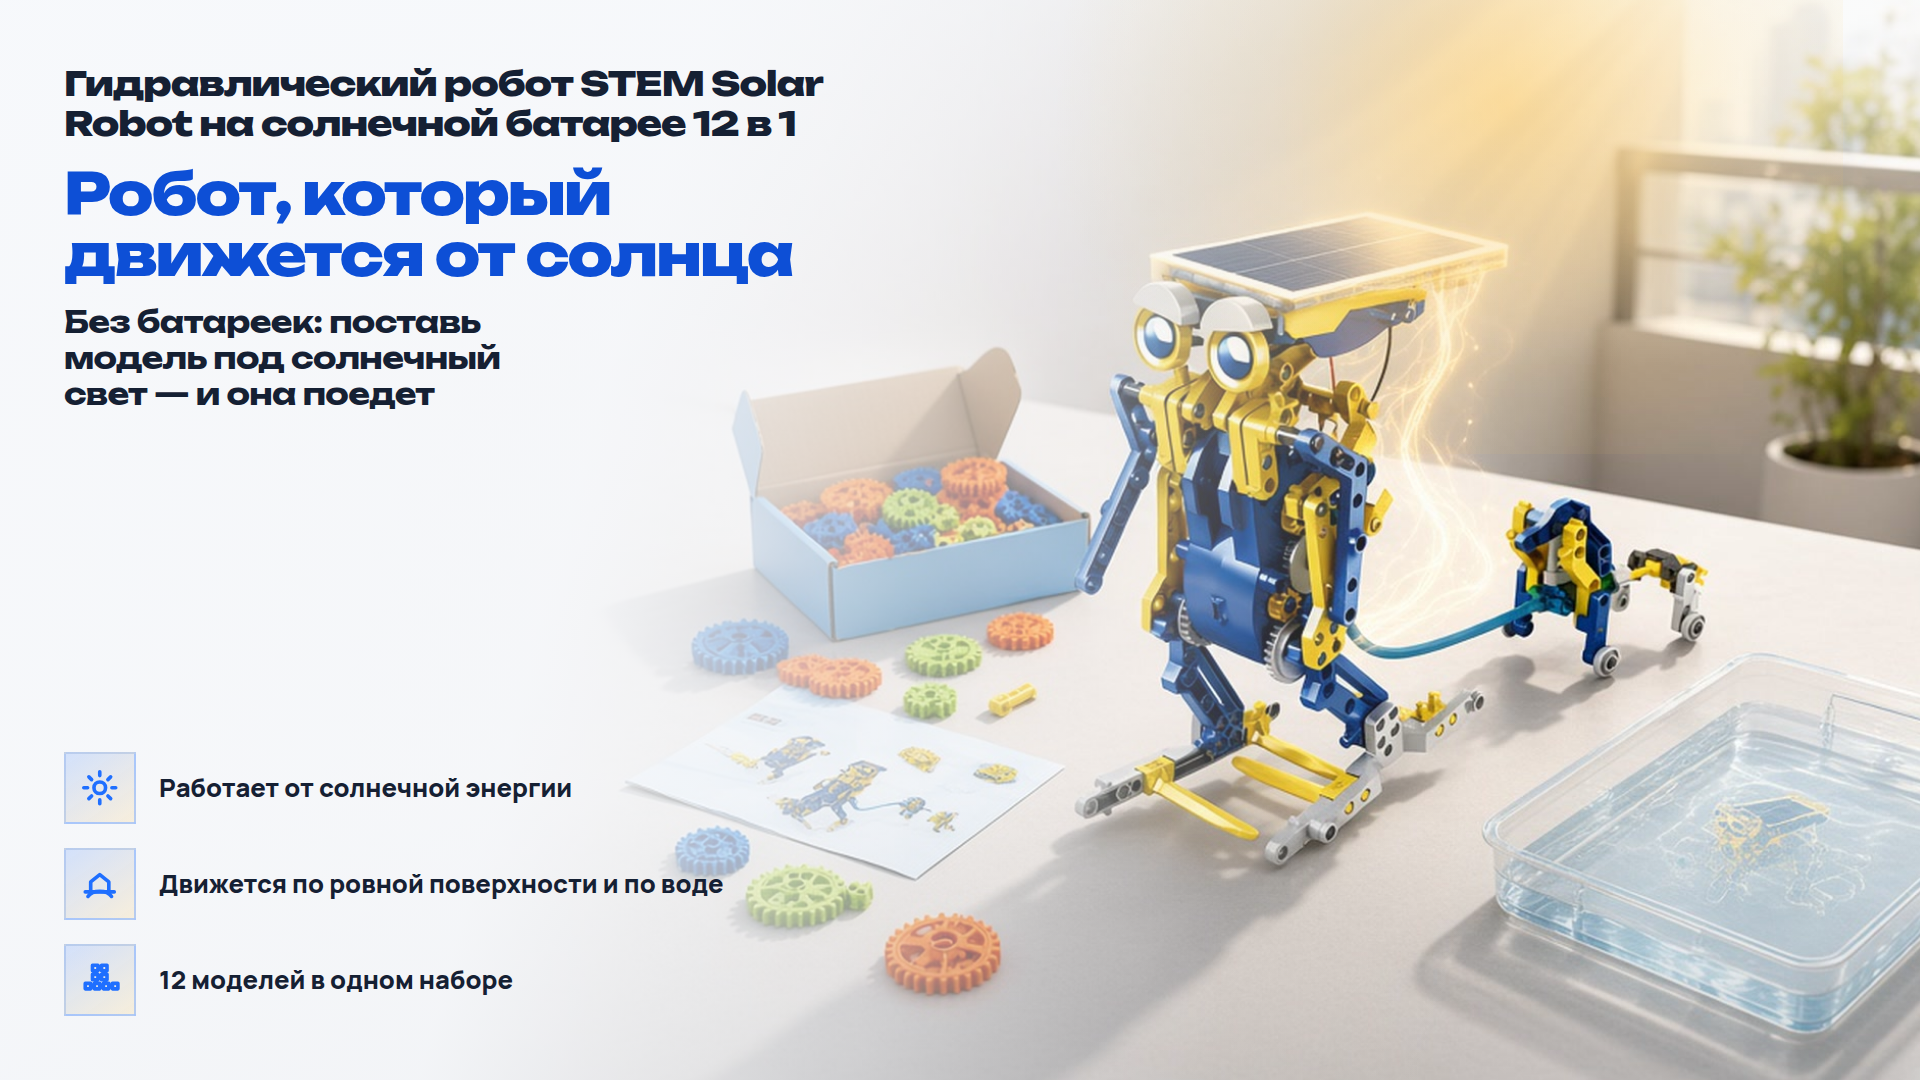 Гидравлический робот STEM Solar
Robot на солнечной батарее 12 в 1
Робот, который
движется от солнца
Без батареек: поставь
модель под солнечный
свет — и она поедет
Работает от солнечной энергии
Движется по ровной поверхности и по воде
12 моделей в одном наборе